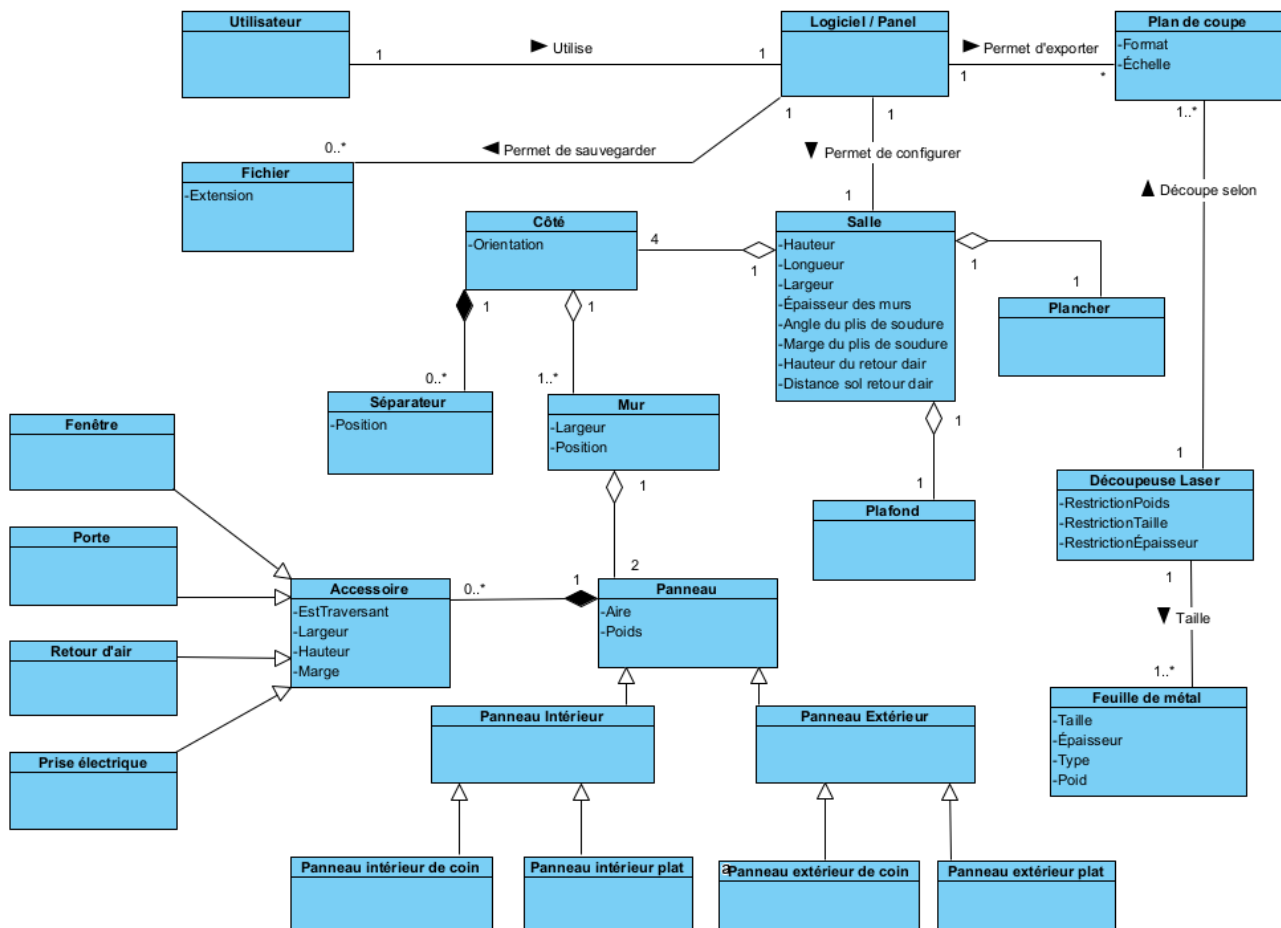 Utilisateur
1
Utilise
1
Logiciel / Panel
Permet d'exporter
1
*
Plan de coupe
-Format
-Échelle
1
Permet de sauvegarder
0..*
Fichier
-Extension
1
Permet de configurer
1
1..*
Découpe selon
1
Côté
-Orientation
4
1
Salle
-Hauteur
-Longueur
-Largeur
-Épaisseur des murs
-Angle du plis de soudure
-Marge du plis de soudure
-Hauteur du retour dair
-Distance sol retour dair
1
1
Plancher
1
0..*
Séparateur
-Position
1
1..*
Mur
-Largeur
-Position
1
1
Plafond
Découpeuse Laser
-RestrictionPoids
-RestrictionTaille
-RestrictionÉpaisseur
1
Taille
1..*
Feuille de métal
-Taille
-Épaisseur
-Type
-Poid
Fenêtre
Porte
Retour d'air
Prise électrique
Accessoire
-EstTraversant
-Largeur
-Hauteur
-Marge
0..*
1
1
2
Panneau
-Aire
-Poids
Panneau Intérieur
Panneau Extérieur
Panneau intérieur de coin
Panneau intérieur plat
a
Panneau extérieur de coin
Panneau extérieur plat